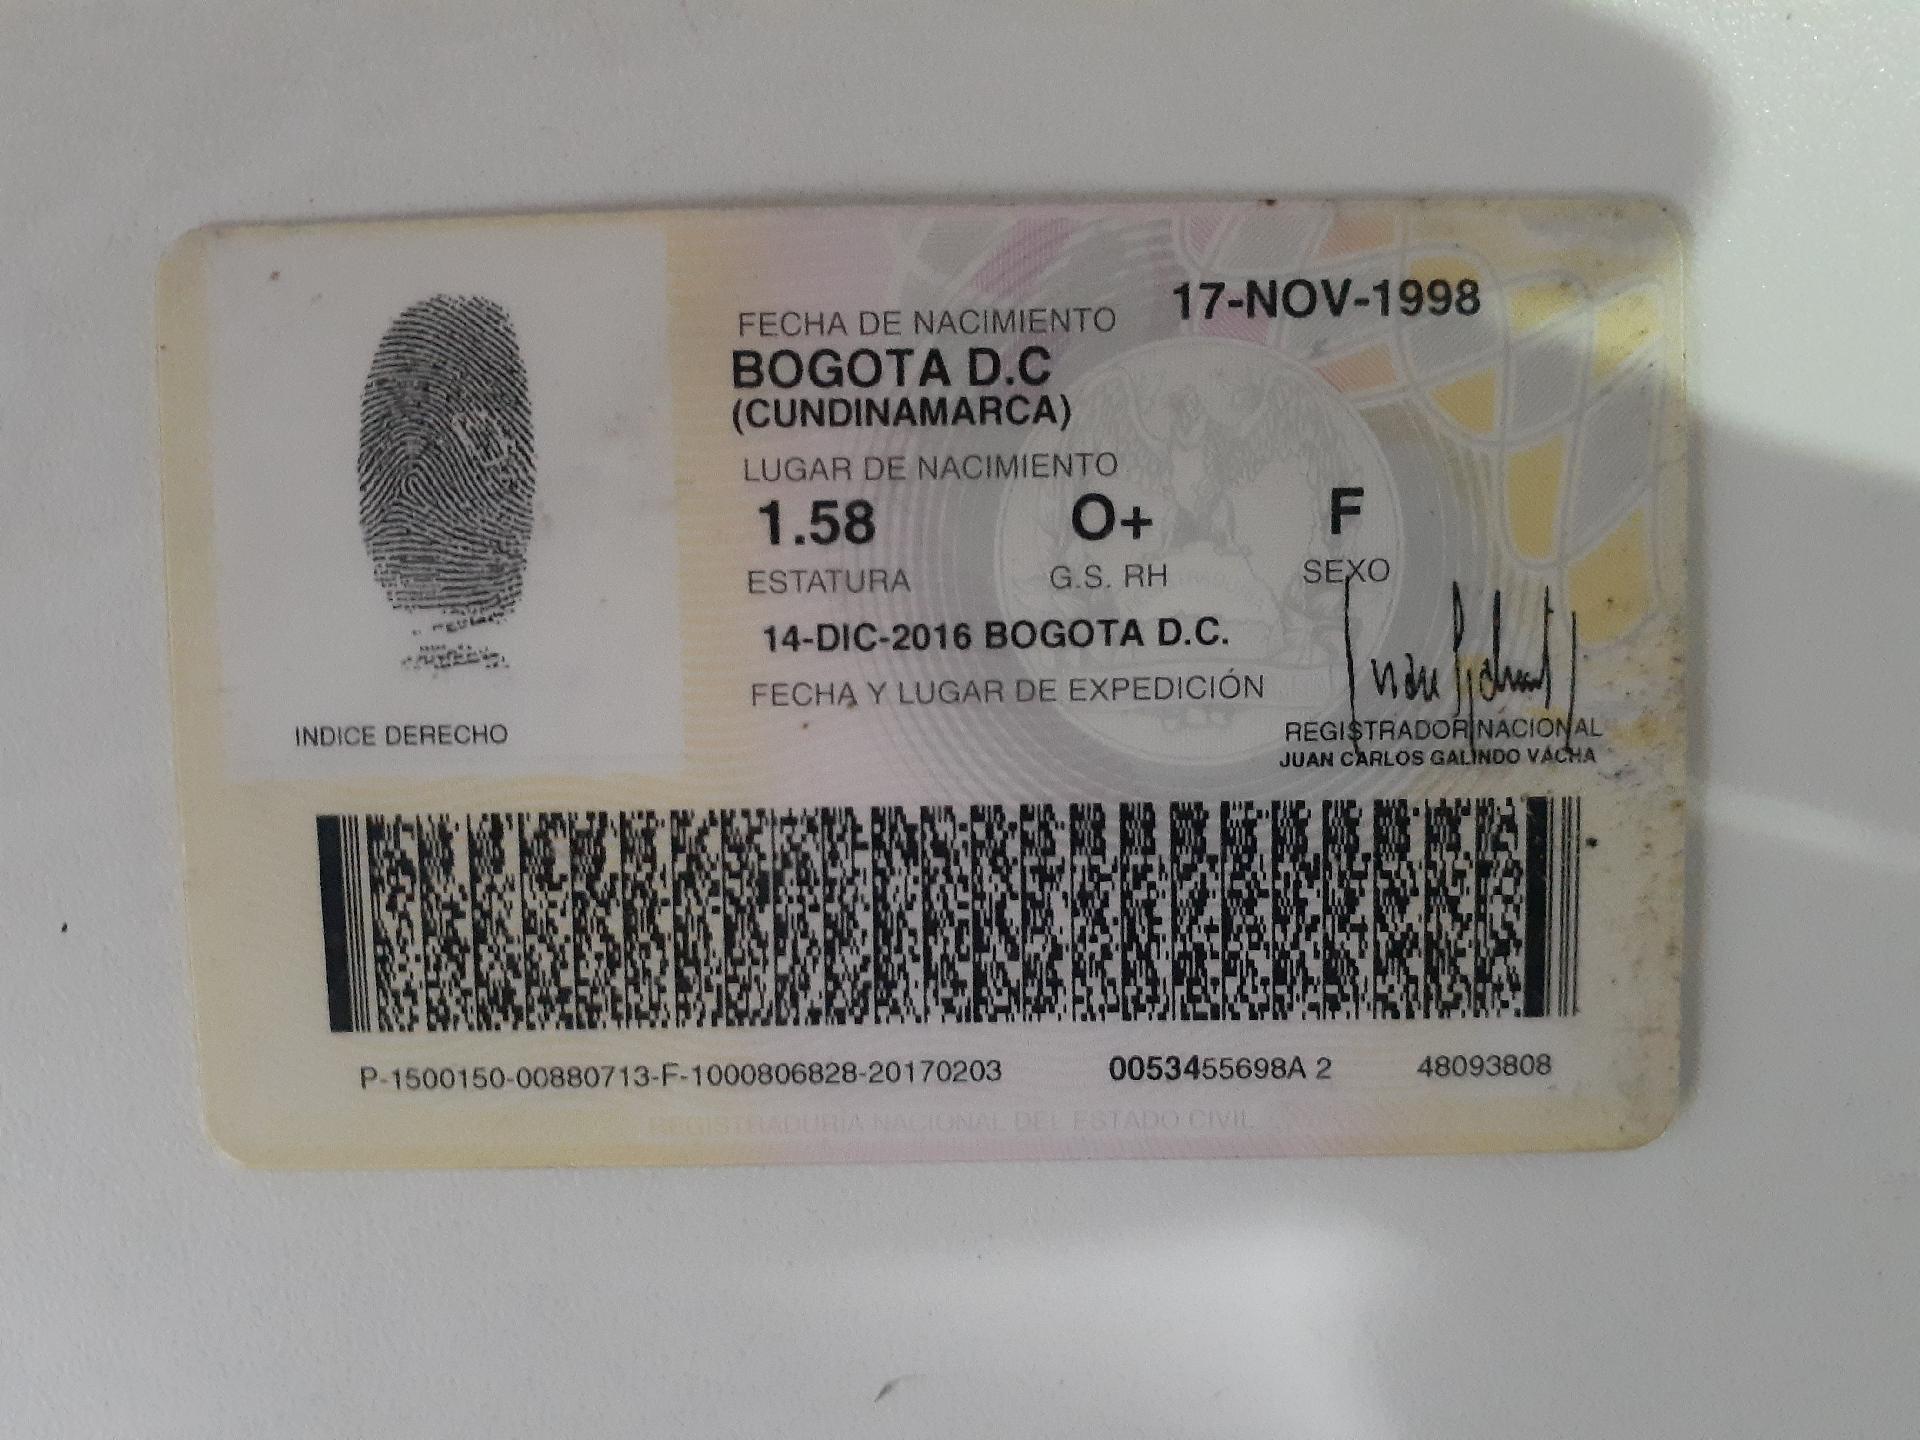 17-NOV-1998
FECHA DE NACIMIENTO
BOGOTA D.C
(CUNDINAMARCA)
LUGAR DE NACIMIENTO
1.58 O+ F
ESTATURA G.S. RH SEXO
14-DIC-2016 BOGOTA D.C.
FECHA Y LUGAR DE EXPEDICIÓN
INDICE DERECHO
REGISTRADOR NACIONAL
JUAN CARLOS GALINDO VÁCHA
P-1500150-00880713-F-1000806828-20170203 0053455698A 2 48093808
REGISTRADURIA NACIONAL DEL ESTADO CIVIL